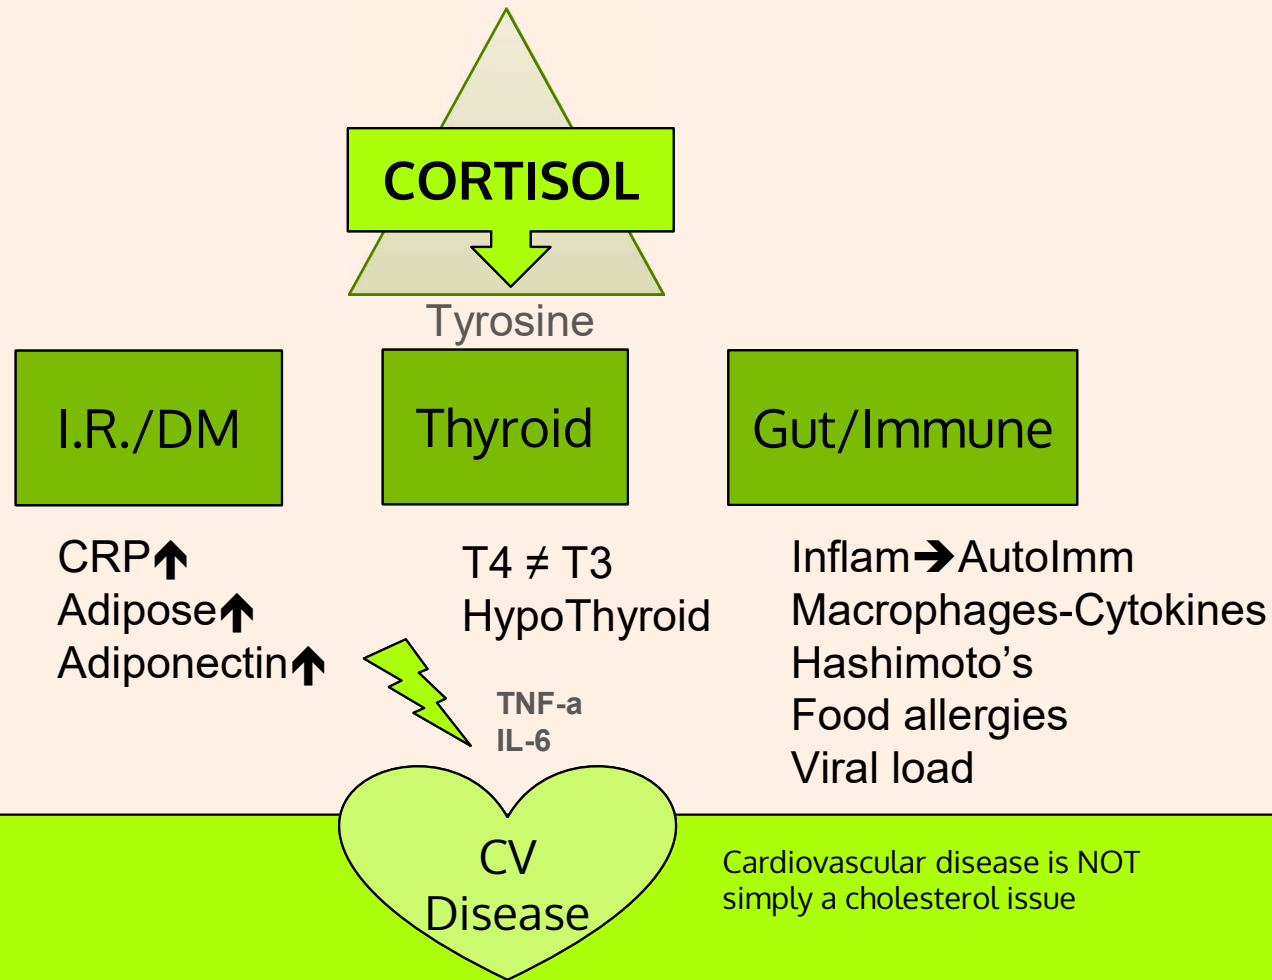 CORTISOL
Tyrosine
I.R./DM
Thyroid
Gut/Immune
CRP🡹
Adipose🡹
Adiponectin🡹
T4 ≠ T3
HypoThyroid
Inflam➔AutoImm
Macrophages-Cytokines
Hashimoto’s
Food allergies
Viral load
TNF-a
IL-6
CV
Disease
Cardiovascular disease is NOT
simply a cholesterol issue